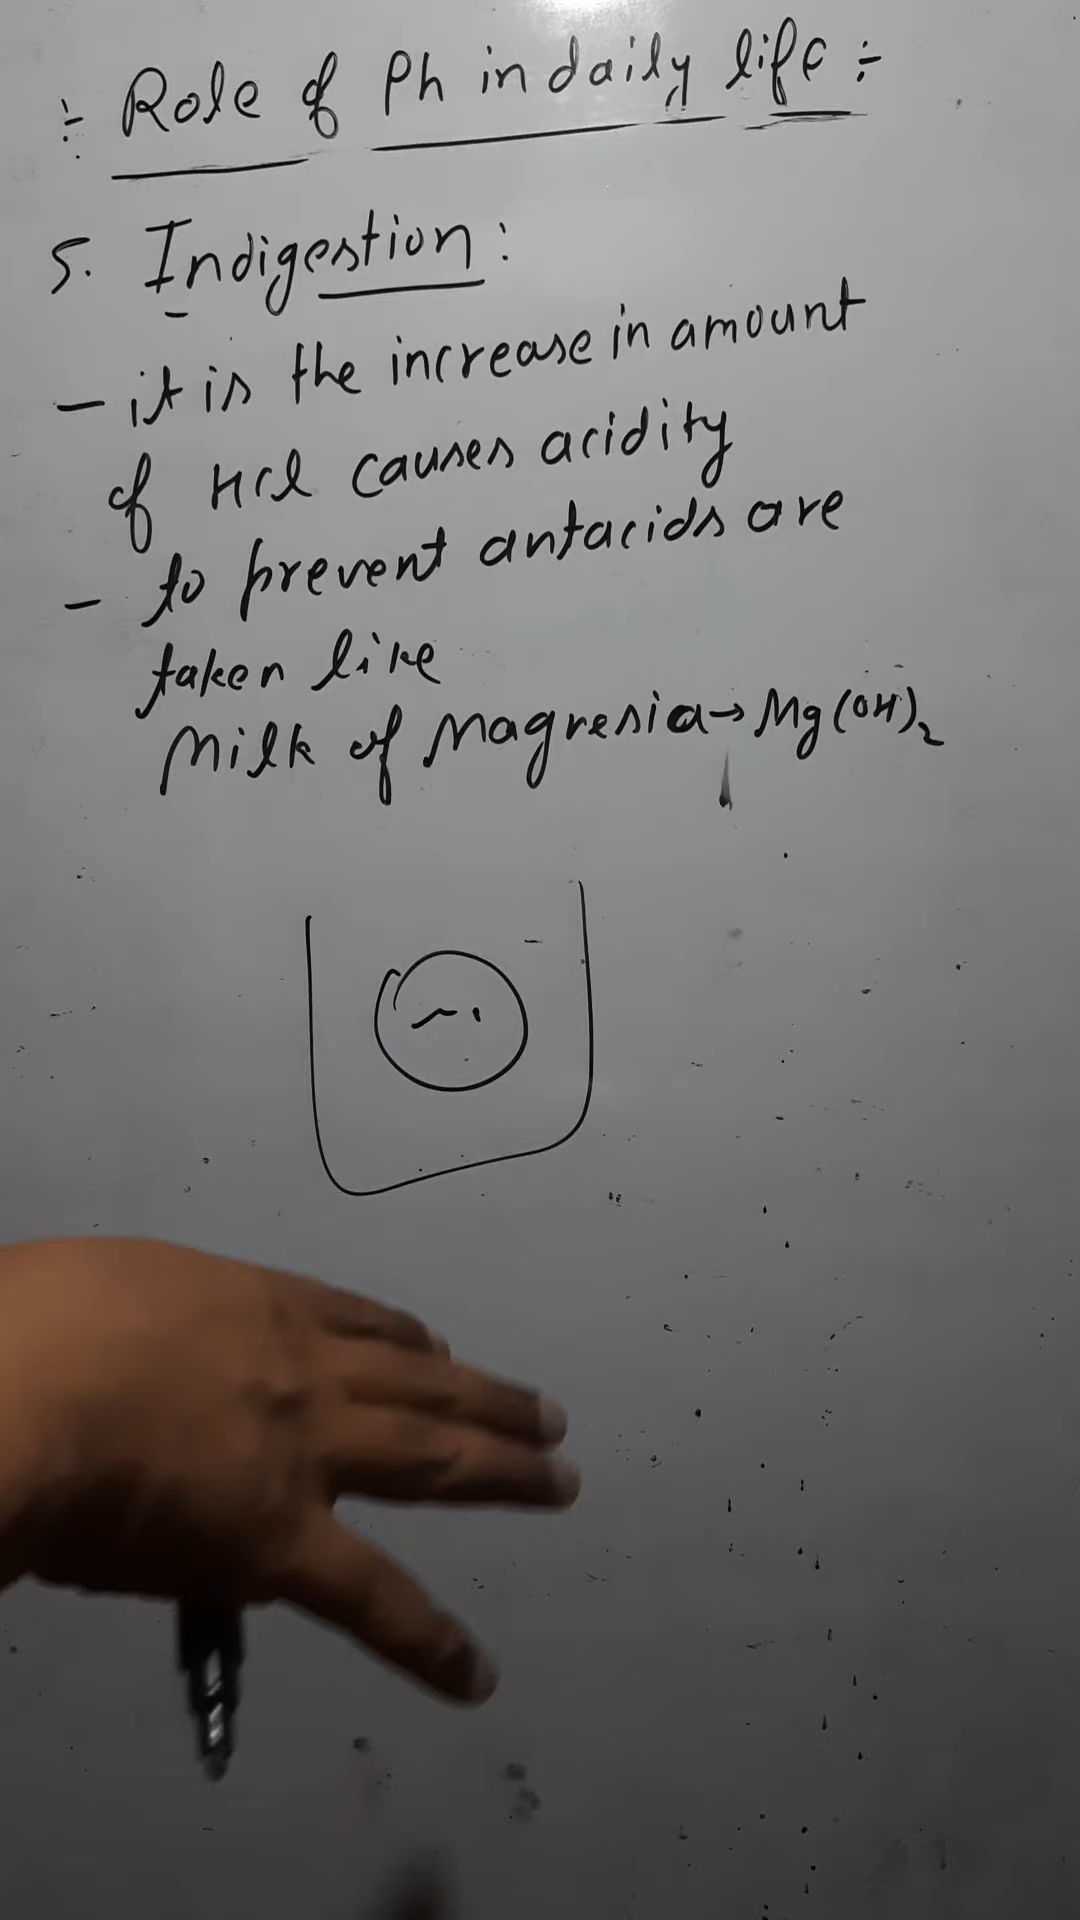 ÷ Role of Ph in daily life ÷
5. Indigestion:
- it is the increase in amount
of HCl causes acidity
- to prevent antacids are
taken like
Milk of Magnesia → Mg(OH)₂